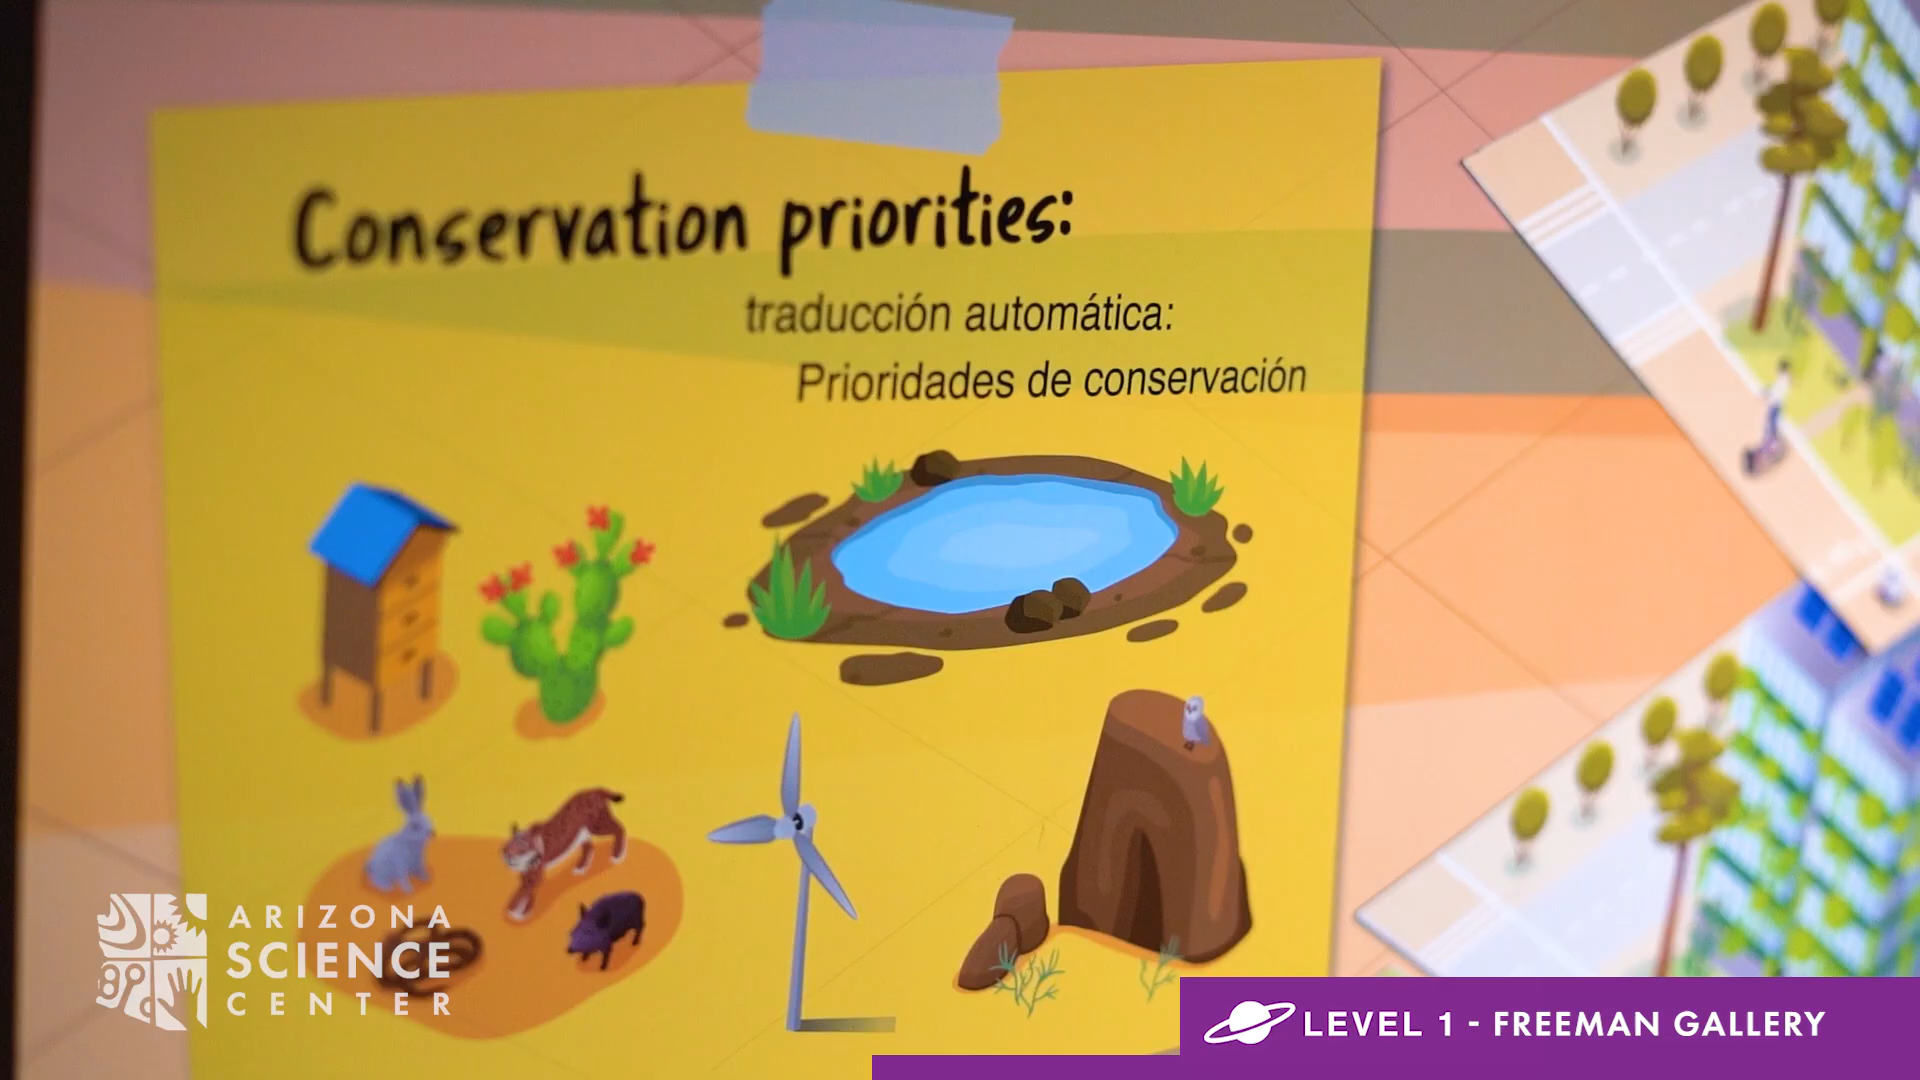 Conservation priorities:
traducción automática:
Prioridades de conservación
ARIZONA
SCIENCE
CENTER
LEVEL 1 - FREEMAN GALLERY